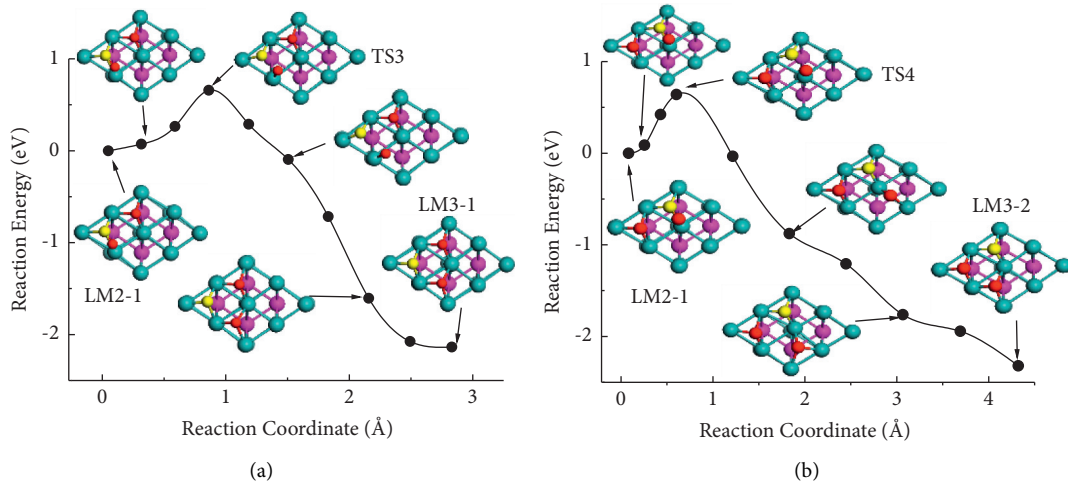 TS3
LM3-1
LM2-1
1
0
-1
-2
Reaction Energy (eV)
0
1
2
3
Reaction Coordinate (Å)
(a)
TS4
LM3-2
LM2-1
1
0
-1
-2
Reaction Energy (eV)
0
1
2
3
4
Reaction Coordinate (Å)
(b)